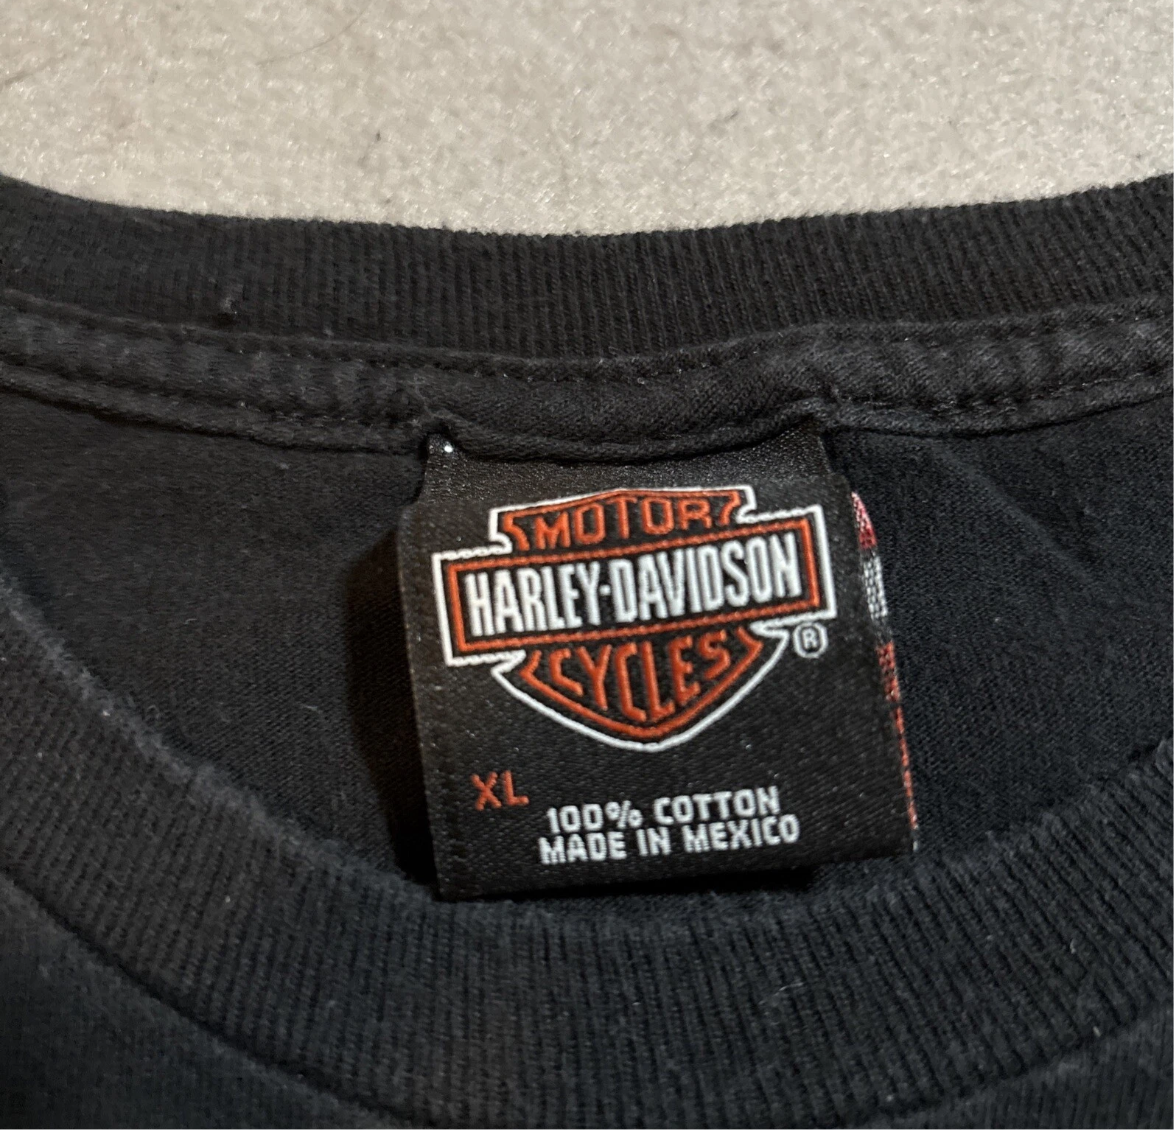 MOTOR
HARLEY-DAVIDSON
CYCLES
®
XL
100% COTTON
MADE IN MEXICO